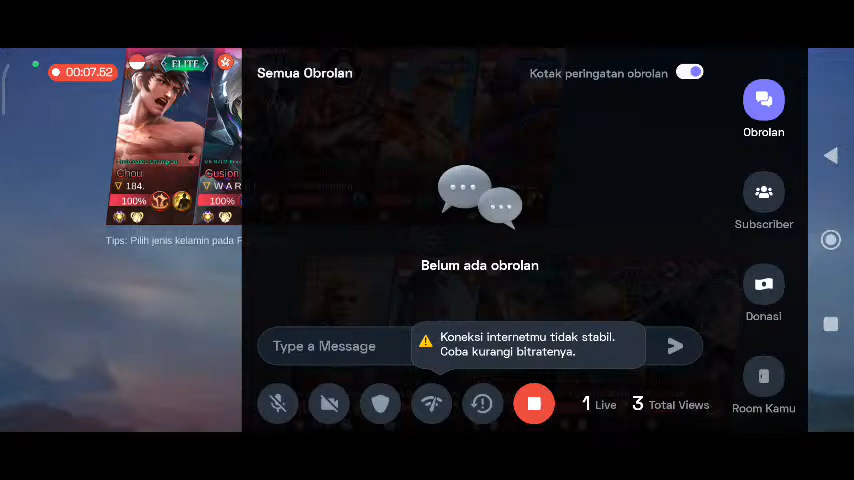 00:07.52
ELITE
Chou
184.
100%
Gusion
W A R
100%
Tips: Pilih jenis kelamin pada P
Semua Obrolan
Kotak peringatan obrolan
Belum ada obrolan
Type a Message
Koneksi internetmu tidak stabil.
Coba kurangi bitratenya.
1 Live 3 Total Views
Obrolan
Subscriber
Donasi
Room Kamu